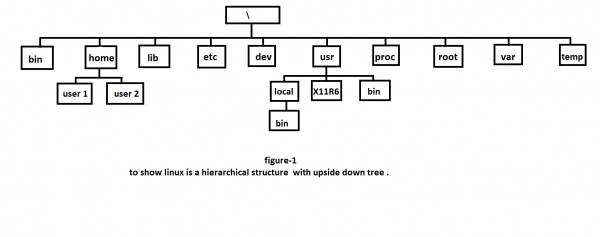 \
bin home lib etc dev usr proc root var temp
user 1 user 2 local X11R6 bin
bin
figure-1
to show linux is a hierarchical structure with upside down tree .